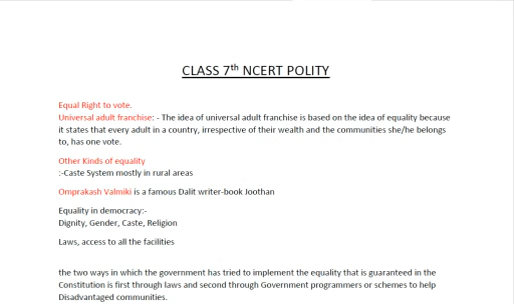 CLASS 7th NCERT POLITY
Equal Right to vote.
Universal adult franchise: - The idea of universal adult franchise is based on the idea of equality because
it states that every adult in a country, irrespective of their wealth and the communities she/he belongs
to, has one vote.
Other Kinds of equality
:-Caste System mostly in rural areas
Omprakash Valmiki is a famous Dalit writer-book Joothan
Equality in democracy:-
Dignity, Gender, Caste, Religion
Laws, access to all the facilities
the two ways in which the government has tried to implement the equality that is guaranteed in the
Constitution is first through laws and second through Government programmers or schemes to help
Disadvantaged communities.